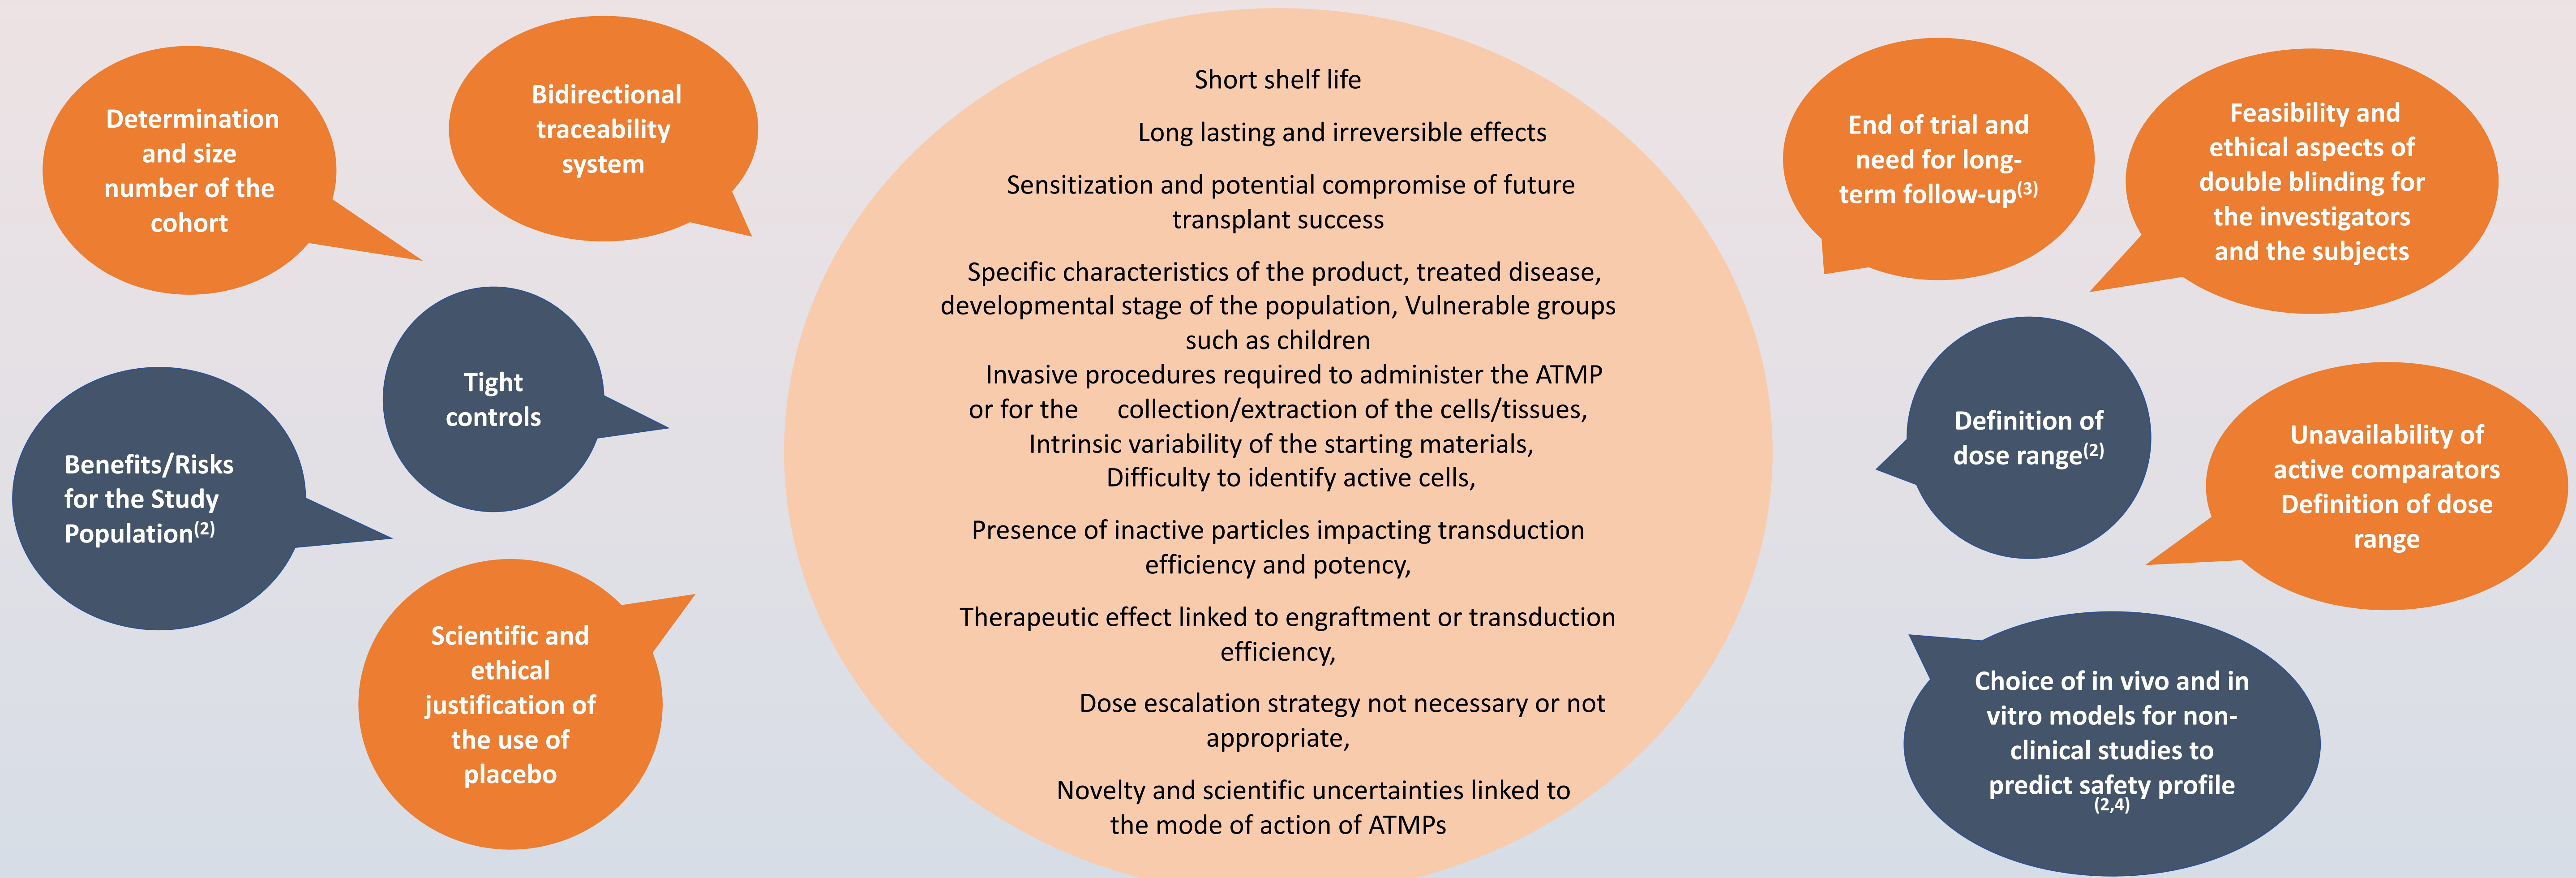 Determination
and size
number of the
cohort
Bidirectional
traceability
system
Tight
controls
Benefits/Risks
for the Study
Population(2)
Scientific and
ethical
justification of
the use of
placebo
Short shelf life
Long lasting and irreversible effects
Sensitization and potential compromise of future
transplant success
Specific characteristics of the product, treated disease,
developmental stage of the population, Vulnerable groups
such as children
Invasive procedures required to administer the ATMP
or for the collection/extraction of the cells/tissues,
Intrinsic variability of the starting materials,
Difficulty to identify active cells,
Presence of inactive particles impacting transduction
efficiency and potency,
Therapeutic effect linked to engraftment or transduction
efficiency,
Dose escalation strategy not necessary or not
appropriate,
Novelty and scientific uncertainties linked to
the mode of action of ATMPs
End of trial and
need for long-
term follow-up(3)
Feasibility and
ethical aspects of
double blinding for
the investigators
and the subjects
Definition of
dose range(2)
Unavailability of
active comparators
Definition of dose
range
Choice of in vivo and in
vitro models for non-
clinical studies to
predict safety profile
(2,4)